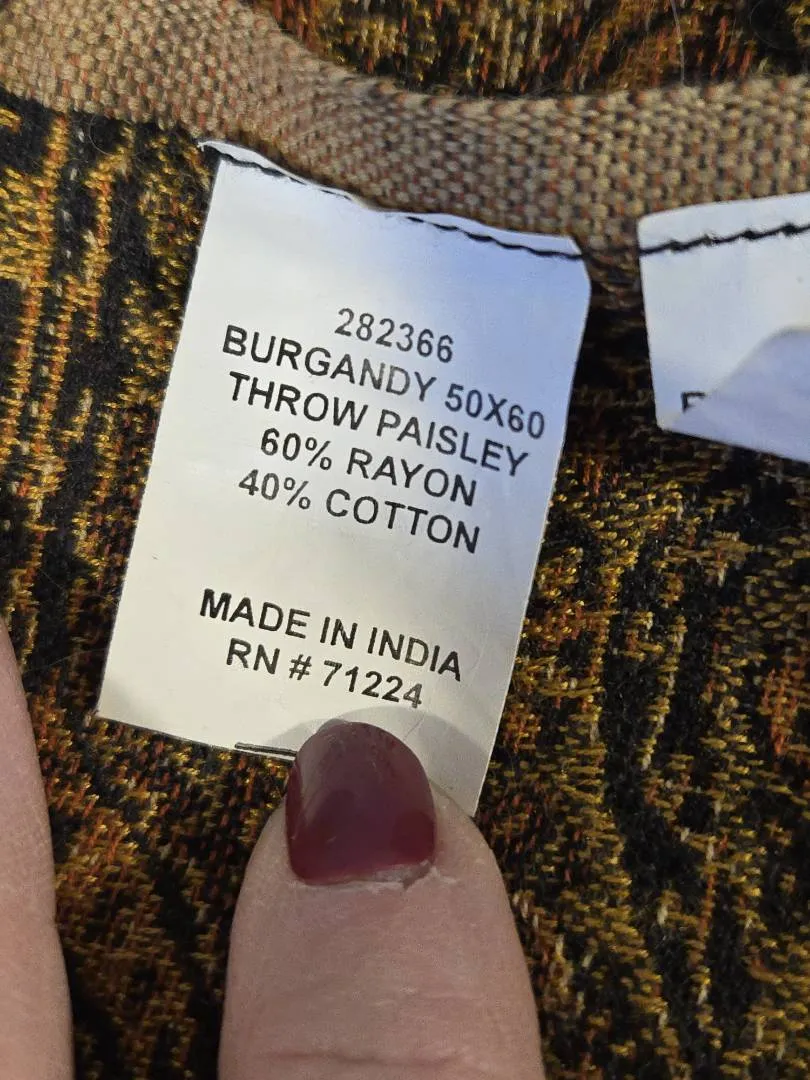 282366
BURGANDY 50X60
THROW PAISLEY
60% RAYON
40% COTTON
MADE IN INDIA
RN # 71224